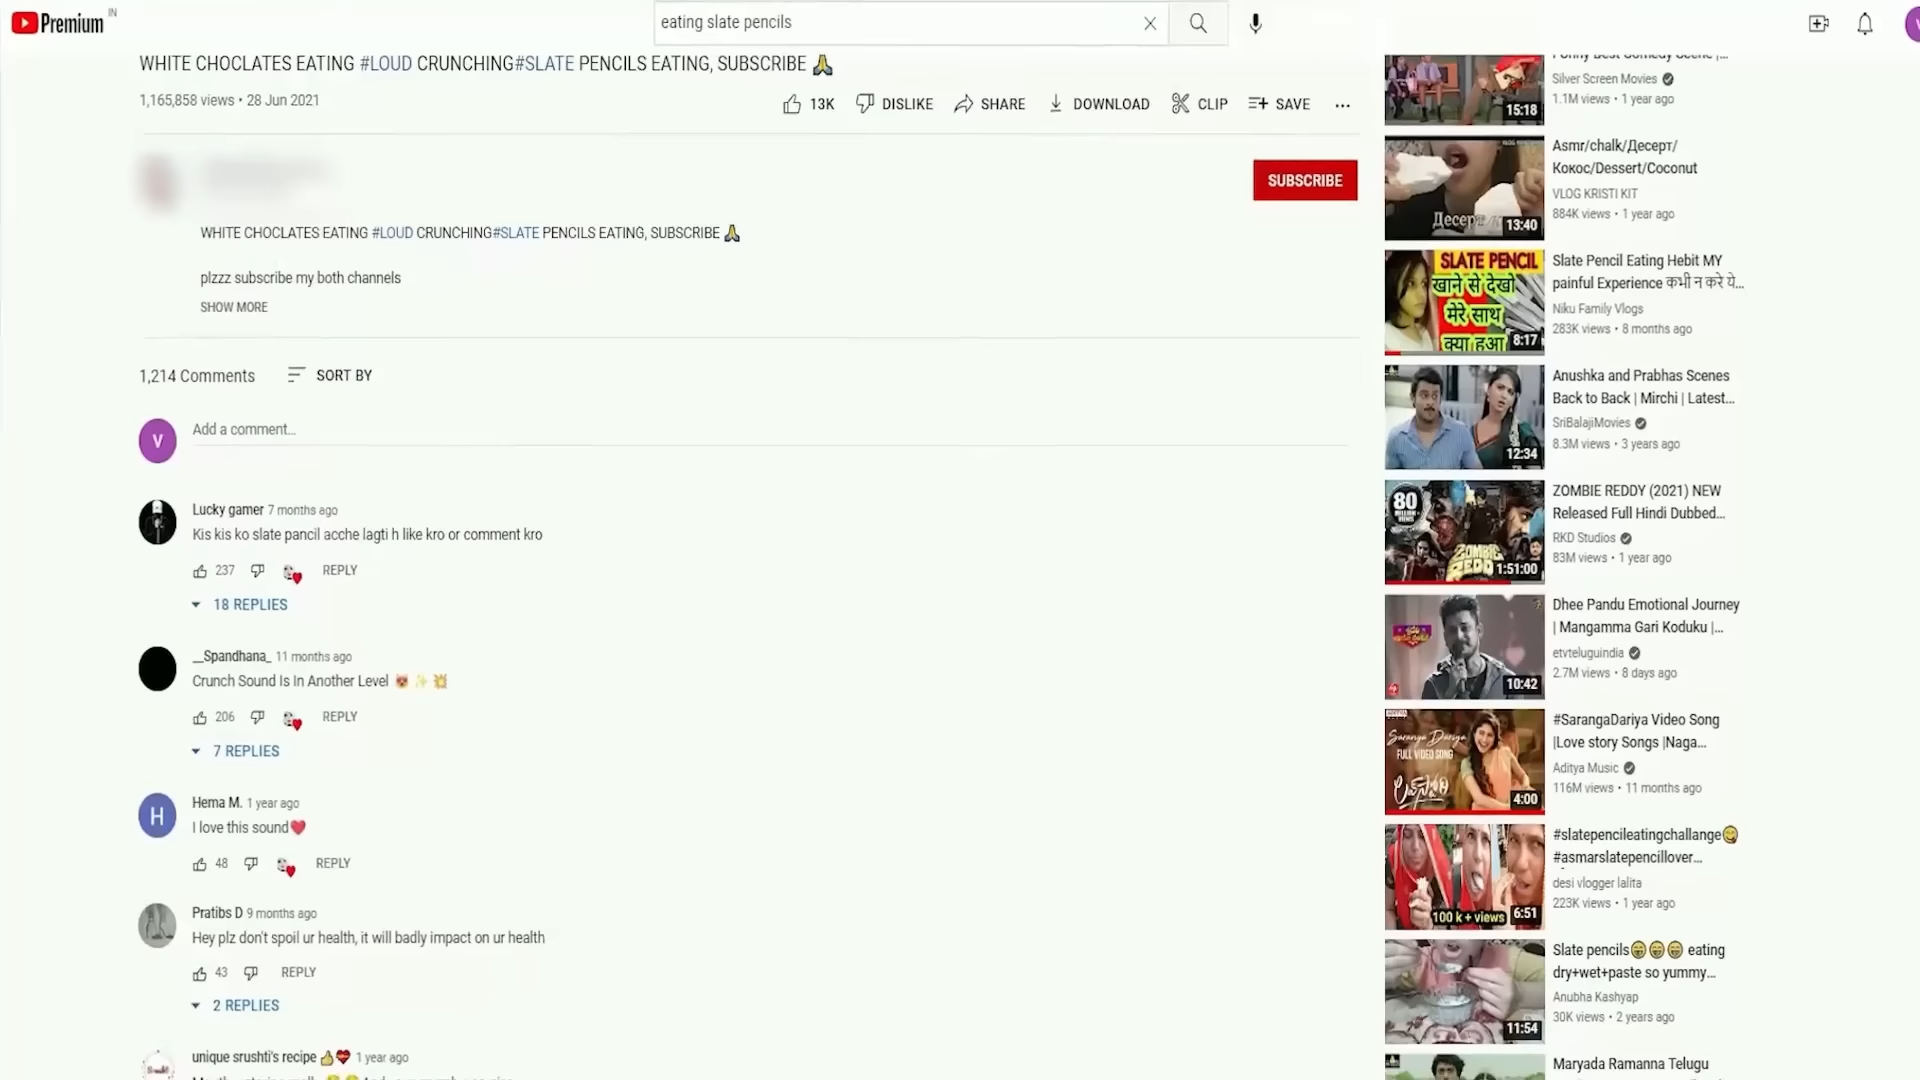 Premium IN
eating slate pencils
WHITE CHOCLATES EATING #LOUD CRUNCHING#SLATE PENCILS EATING, SUBSCRIBE 🙏
1,165,858 views • 28 Jun 2021
13K DISLIKE SHARE DOWNLOAD CLIP SAVE ...
SUBSCRIBE
WHITE CHOCLATES EATING #LOUD CRUNCHING#SLATE PENCILS EATING, SUBSCRIBE 🙏
plzzz subscribe my both channels
SHOW MORE
1,214 Comments SORT BY
V
Add a comment...
Lucky gamer 7 months ago
Kis kis ko slate pancil acche lagti h like kro or comment kro
237 REPLY
18 REPLIES
__Spandhana_ 11 months ago
Crunch Sound Is In Another Level 😻 ✨ 💥
206 REPLY
7 REPLIES
H
Hema M. 1 year ago
I love this sound❤️
48 REPLY
Pratibs D 9 months ago
Hey plz don't spoil ur health, it will badly impact on ur health
43 REPLY
2 REPLIES
unique srushti's recipe 👍 1 year ago
Silver Screen Movies
1.1M views • 1 year ago
15:18
Asmr/chalk/Десерт/
Кокос/Dessert/Coconut
VLOG KRISTI KIT
884K views • 1 year ago
Десерт
13:40
Slate Pencil Eating Hebit MY
painful Experience कभी न करे ये...
Niku Family Vlogs
283K views • 8 months ago
SLATE PENCIL
खाने से देखो
मेरे साथ
क्या हुआ
8:17
Anushka and Prabhas Scenes
Back to Back | Mirchi | Latest...
SriBalajiMovies
8.3M views • 3 years ago
12:34
ZOMBIE REDDY (2021) NEW
Released Full Hindi Dubbed...
RKD Studios
83M views • 1 year ago
80
ZOMBIE
1:51:00
Dhee Pandu Emotional Journey
| Mangamma Gari Koduku |...
etvteluguindia
2.7M views • 8 days ago
10:42
#SarangaDariya Video Song
|Love story Songs |Naga...
Aditya Music
116M views • 11 months ago
Saranga Dariya
FULL VIDEO SONG
లవ్ స్టోరీ
4:00
#slatepencileatingchallange😋
#asmarslatepencillover...
desi vlogger lalita
223K views • 1 year ago
100 k + views
6:51
Slate pencils😁😁😁 eating
dry+wet+paste so yummy...
Anubha Kashyap
30K views • 2 years ago
11:54
Maryada Ramanna Telugu